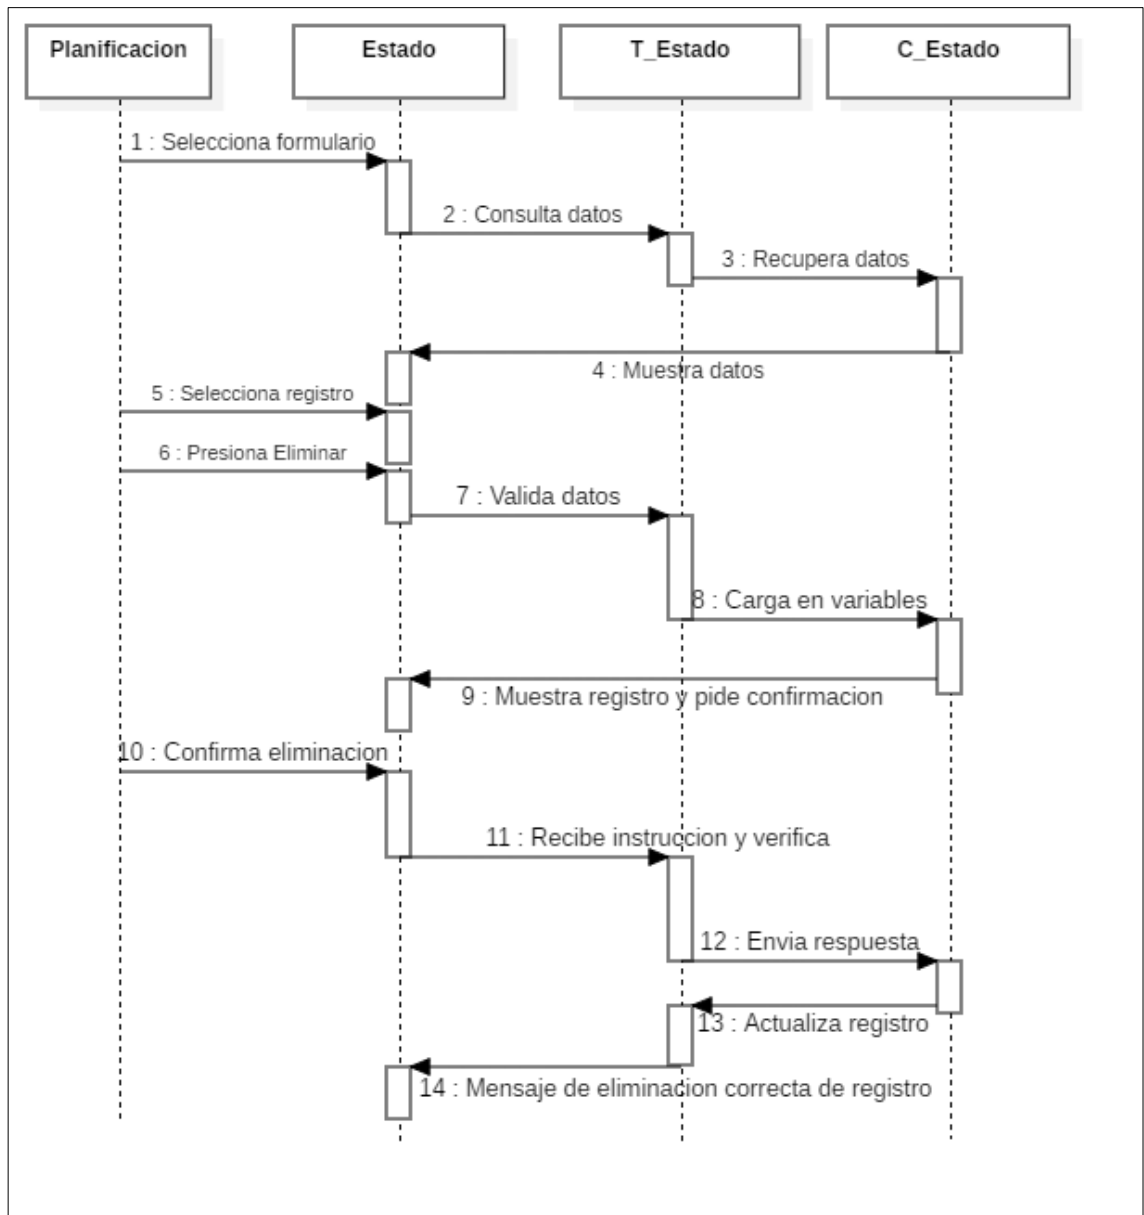 Planificacion
Estado
T_Estado
C_Estado
1 : Selecciona formulario
2 : Consulta datos
3 : Recupera datos
4 : Muestra datos
5 : Selecciona registro
6 : Presiona Eliminar
7 : Valida datos
8 : Carga en variables
9 : Muestra registro y pide confirmacion
10 : Confirma eliminacion
11 : Recibe instruccion y verifica
12 : Envia respuesta
13 : Actualiza registro
14 : Mensaje de eliminacion correcta de registro